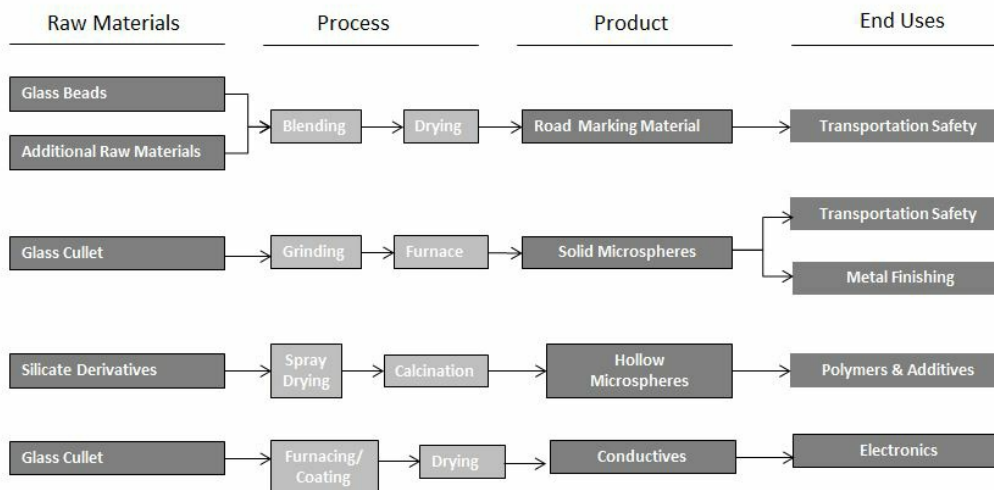 Raw Materials
Process
Product
End Uses
Glass Beads
Additional Raw Materials
Blending
Drying
Road Marking Material
Transportation Safety
Glass Cullet
Grinding
Furnace
Solid Microspheres
Transportation Safety
Metal Finishing
Silicate Derivatives
Spray
Drying
Calcination
Hollow
Microspheres
Polymers & Additives
Glass Cullet
Furnacing/
Coating
Drying
Conductives
Electronics